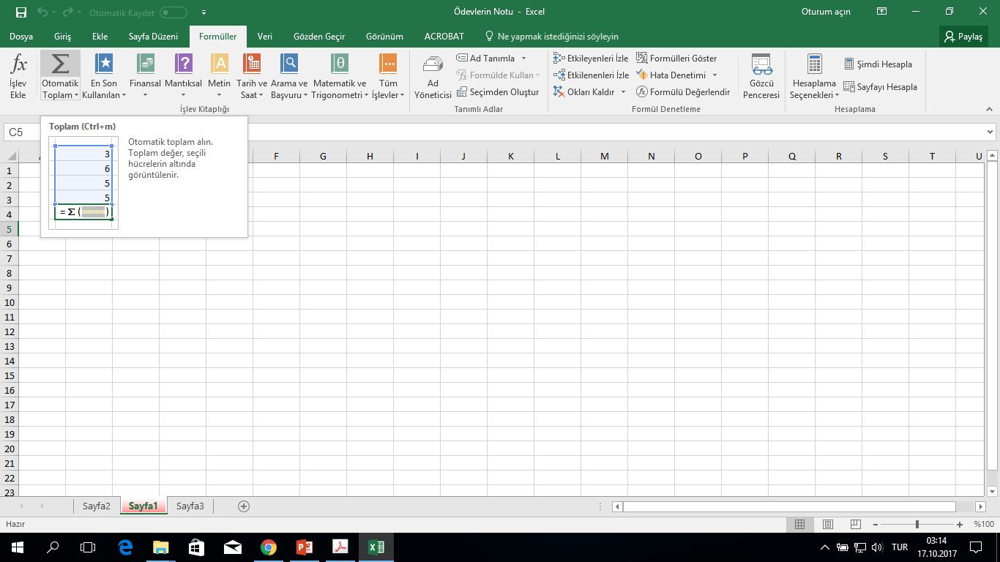 Otomatik Kaydet
Ödevlerin Notu - Excel
Oturum açın
Dosya Giriş Ekle Sayfa Düzeni Formüller Veri Gözden Geçir Görünüm ACROBAT Ne yapmak istediğinizi söyleyin Paylaş
fx
İşlev
Ekle
Σ
Otomatik
Toplam
En Son
Kullanılan
Finansal
?
Mantıksal
A
Metin
Tarih ve
Saat
Arama ve
Başvuru
θ
Matematik ve
Trigonometri
Tüm
İşlevler
İşlev Kitaplığı
Ad
Yöneticisi
Ad Tanımla
Formülde Kullan
Seçimden Oluştur
Tanımlı Adlar
Etkileyenleri İzle
Etkilenenleri İzle
Okları Kaldır
Formülleri Göster
Hata Denetimi
Formülü Değerlendir
Formül Denetleme
Gözcü
Penceresi
Hesaplama
Seçenekleri
Şimdi Hesapla
Sayfayı Hesapla
Hesaplama
C5
Toplam (Ctrl+m)
3
6
5
5
= Σ ( )
Otomatik toplam alın.
Toplam değer, seçili
hücrelerin altında
görüntülenir.
F G H I J K L M N O P Q R S T U
1
2
3
4
5
6
7
8
9
10
11
12
13
14
15
16
17
18
19
20
21
22
23
Sayfa2 Sayfa1 Sayfa3
Hazır
%100
TUR
03:14
17.10.2017